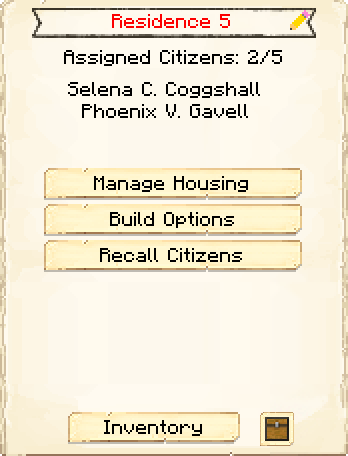 Residence 5
Assigned Citizens: 2/5
Selena C. Coggshall
Phoenix V. Gavell
Manage Housing
Build Options
Recall Citizens
Inventory